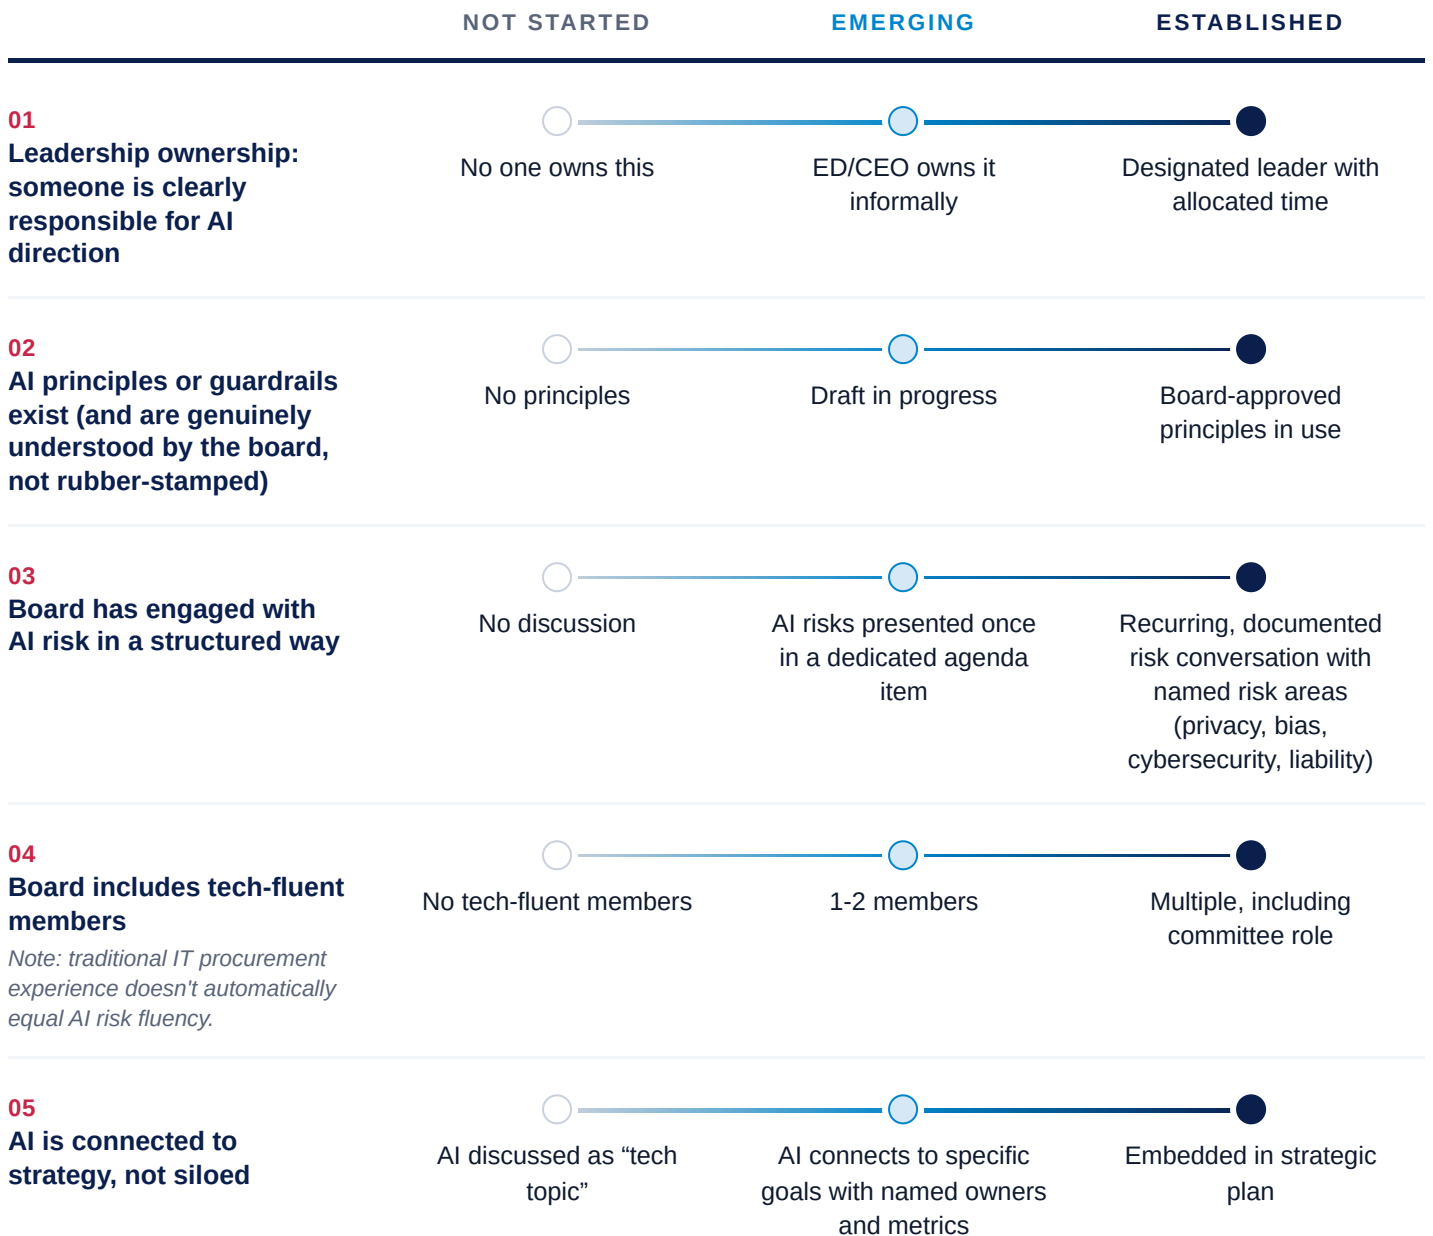 NOT STARTED
EMERGING
ESTABLISHED
01
Leadership ownership:
someone is clearly
responsible for AI
direction
No one owns this
ED/CEO owns it
informally
Designated leader with
allocated time
02
AI principles or guardrails
exist (and are genuinely
understood by the board,
not rubber-stamped)
No principles
Draft in progress
Board-approved
principles in use
03
Board has engaged with
AI risk in a structured way
No discussion
AI risks presented once
in a dedicated agenda
item
Recurring, documented
risk conversation with
named risk areas
(privacy, bias,
cybersecurity, liability)
04
Board includes tech-fluent
members
Note: traditional IT procurement
experience doesn't automatically
equal AI risk fluency.
No tech-fluent members
1-2 members
Multiple, including
committee role
05
AI is connected to
strategy, not siloed
AI discussed as “tech
topic”
AI connects to specific
goals with named owners
and metrics
Embedded in strategic
plan